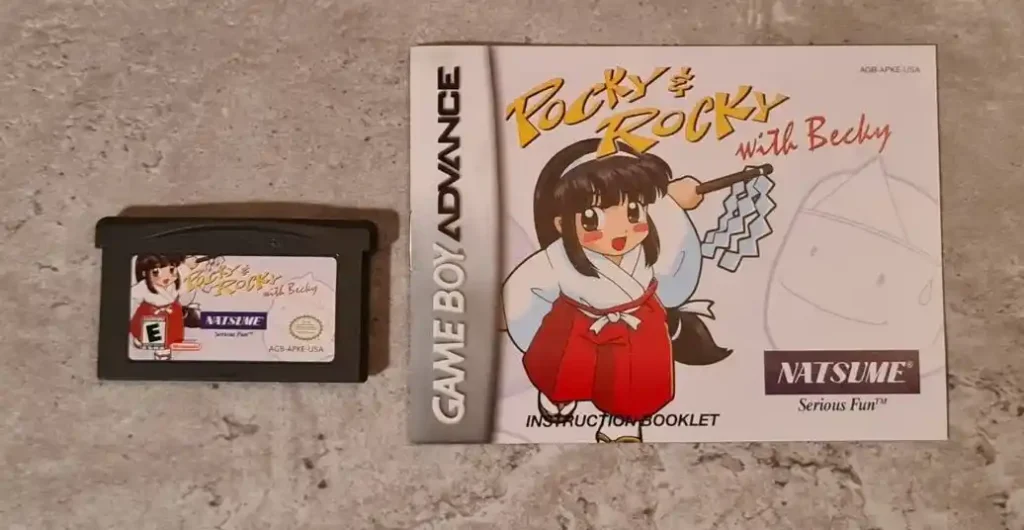 POCKY &
ROCKY
with Becky
E
NATSUME
Serious Fun™
AGB-APKE-USA
GAME BOY ADVANCE
AGB-APKE-USA
POCKY &
ROCKY
with Becky
NATSUME®
Serious Fun™
INSTRUCTION BOOKLET